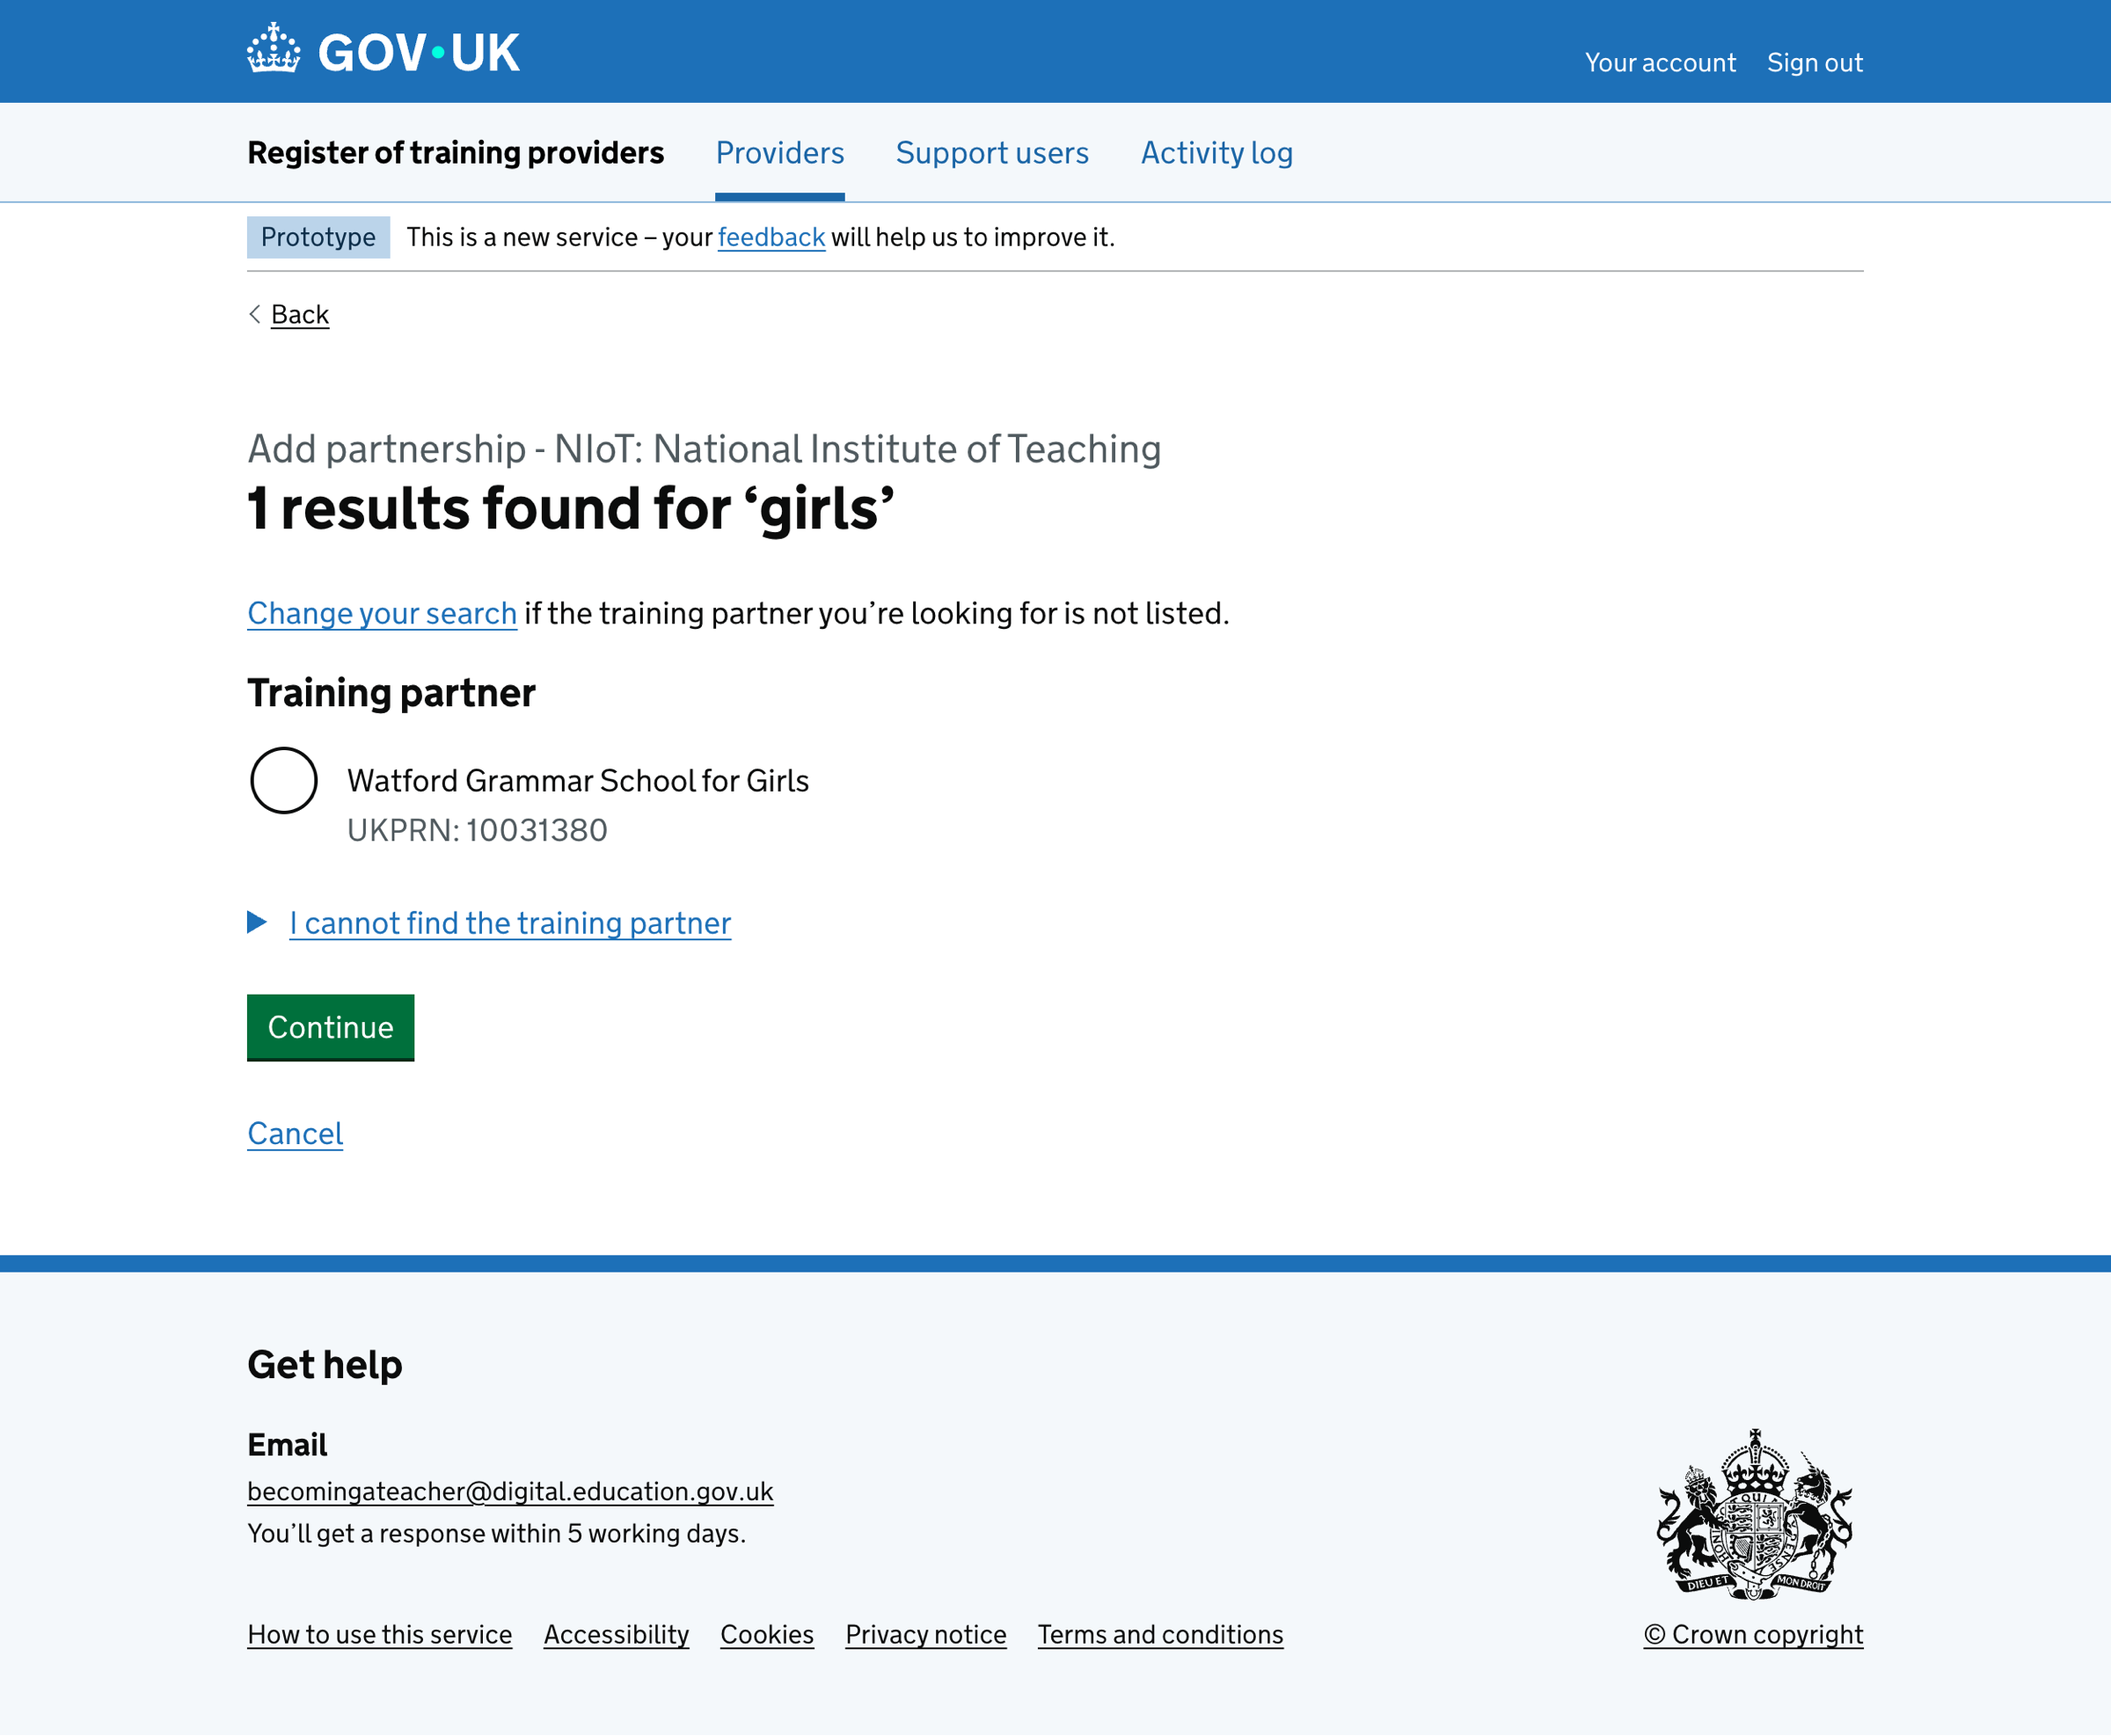 GOV·UK
Your account Sign out
Register of training providers Providers Support users Activity log
Prototype This is a new service – your feedback will help us to improve it.
Back
Add partnership - NIoT: National Institute of Teaching
1 results found for ‘girls’
Change your search if the training partner you’re looking for is not listed.
Training partner
Watford Grammar School for Girls
UKPRN: 10031380
I cannot find the training partner
Continue
Cancel
Get help
Email
becomingateacher@digital.education.gov.uk
You’ll get a response within 5 working days.
DIEU ET MON DROIT
How to use this service Accessibility Cookies Privacy notice Terms and conditions © Crown copyright